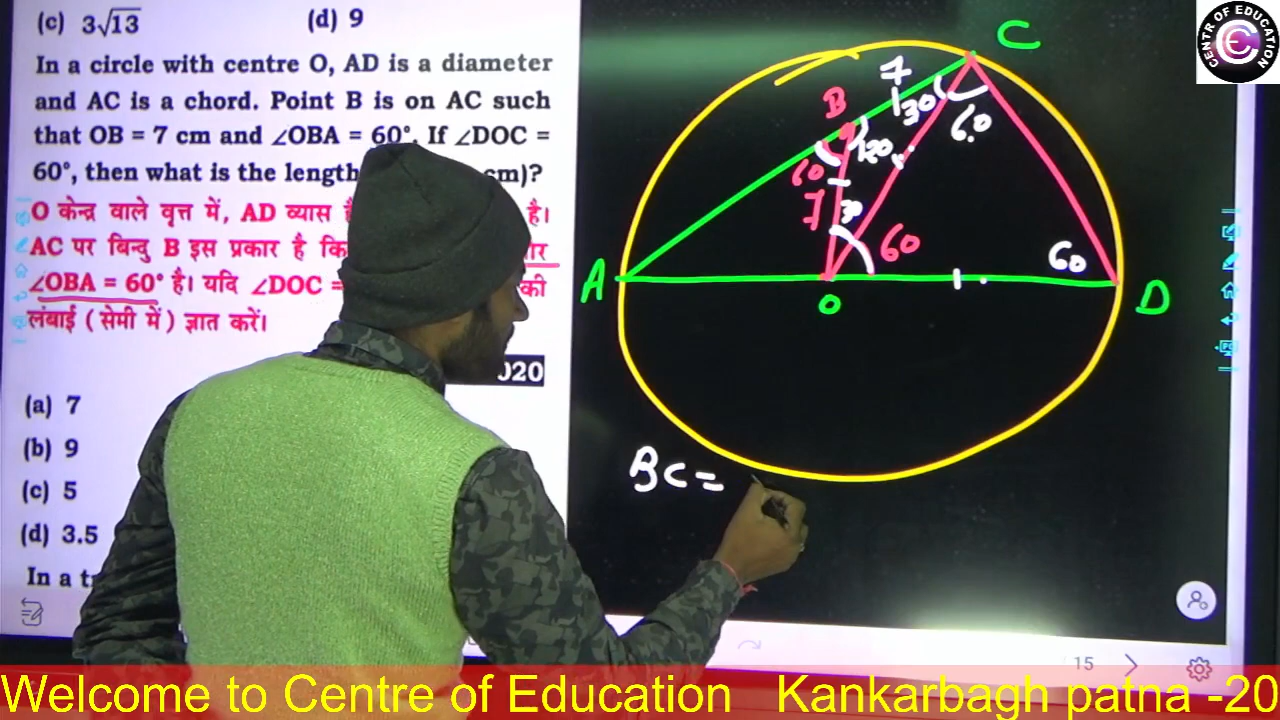 (c) 3√13 (d) 9
In a circle with centre O, AD is a diameter
and AC is a chord. Point B is on AC such
that OB = 7 cm and ∠OBA = 60°. If ∠DOC =
60°, then what is the length cm)?
O केन्द्र वाले वृत्त में, AD व्यास है।
AC पर बिन्दु B इस प्रकार है कि
∠OBA = 60° है। यदि ∠DOC = की
लंबाई (सेमी में) ज्ञात करें।
020
(a) 7
(b) 9
(c) 5
(d) 3.5
In a
C
7
B
30
60
120
60
7
60
60
A
O
D
BC =
15
CENTR OF EDUCATION
CE
Welcome to Centre of Education Kankarbagh patna -20